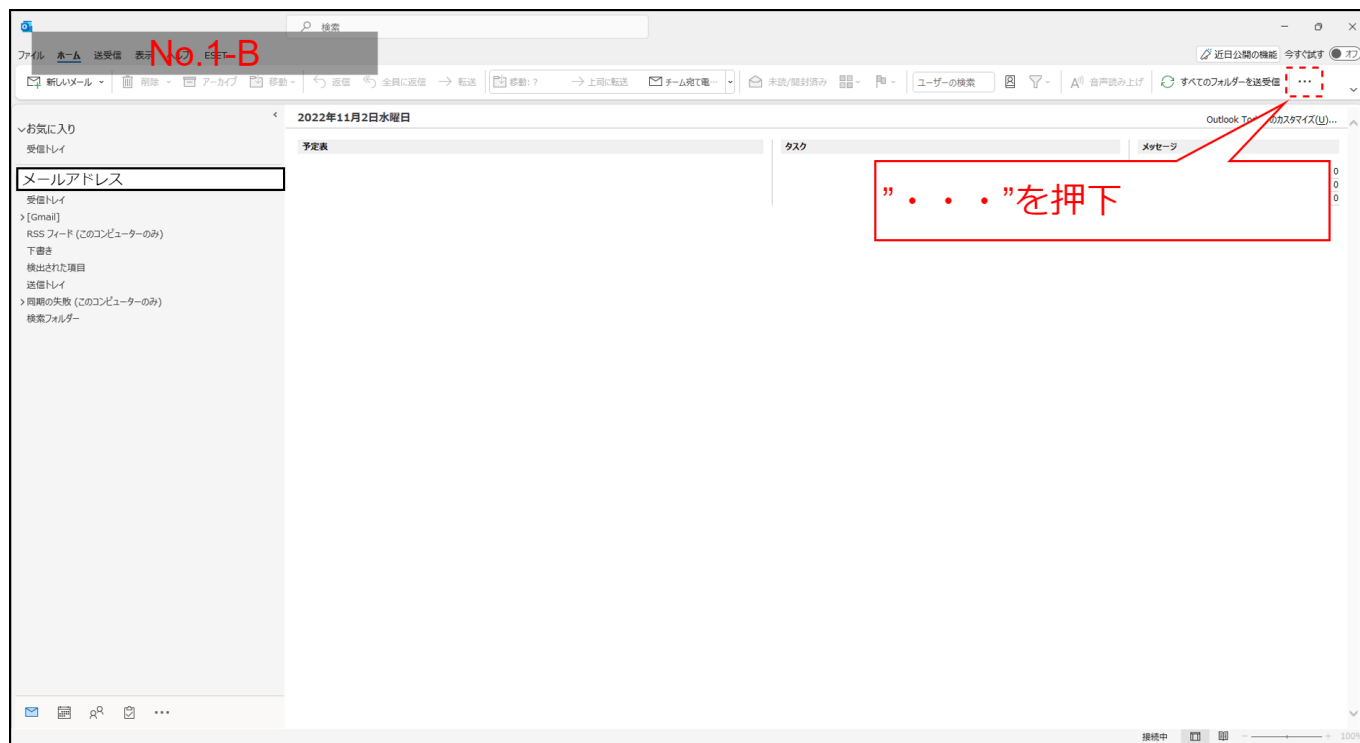 検索
No.1-B
ファイル ホーム 送受信 表示 ヘルプ ESET
近日公開の機能 今すぐ試す オフ
新しいメール 削除 アーカイブ 移動 返信 全員に返信 転送 移動: ? 上司に転送 チーム宛て電… 未読/開封済み ユーザーの検索 音声読み上げ すべてのフォルダーを送受信 …
お気に入り
受信トレイ
メールアドレス
受信トレイ
[Gmail]
RSS フィード (このコンピューターのみ)
下書き
検出された項目
送信トレイ
同期の失敗 (このコンピューターのみ)
検索フォルダー
2022年11月2日水曜日
Outlook To のカスタマイズ(U)...
予定表 タスク メッセージ
0
0
0
”・・・”を押下
接続中 100%